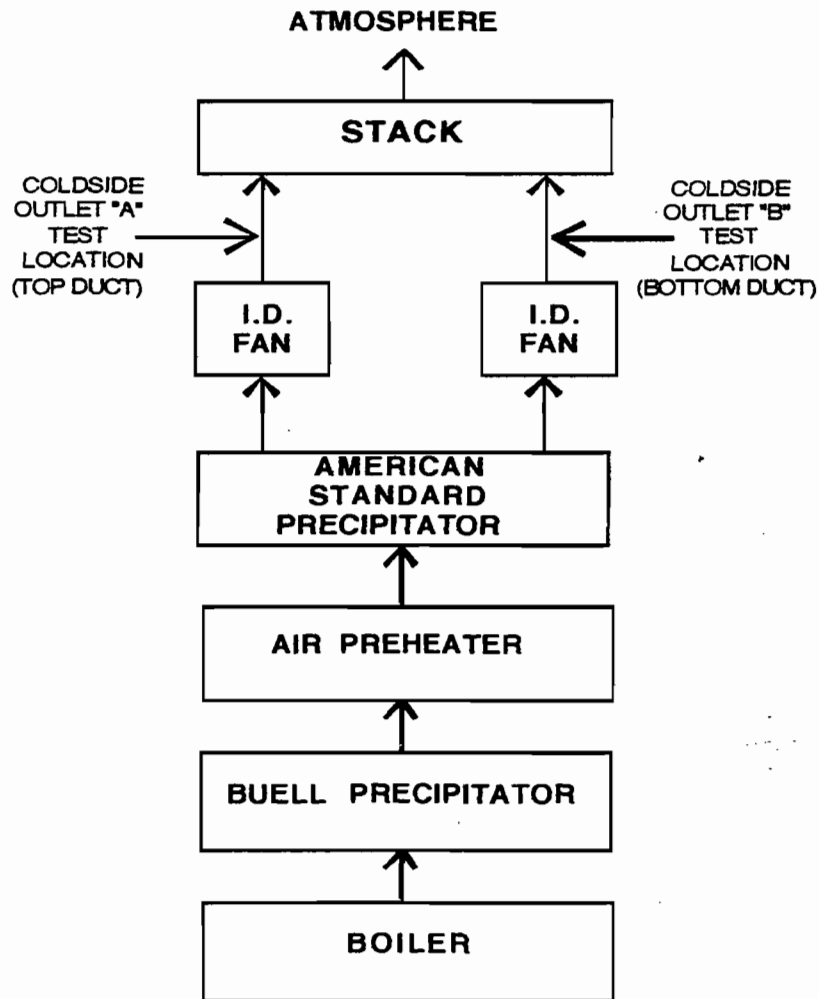 ATMOSPHERE
STACK
COLDSIDE
OUTLET "A"
TEST
LOCATION
(TOP DUCT)
COLDSIDE
OUTLET "B"
TEST
LOCATION
(BOTTOM DUCT)
I.D.
FAN
I.D.
FAN
AMERICAN
STANDARD
PRECIPITATOR
AIR PREHEATER
BUELL PRECIPITATOR
BOILER